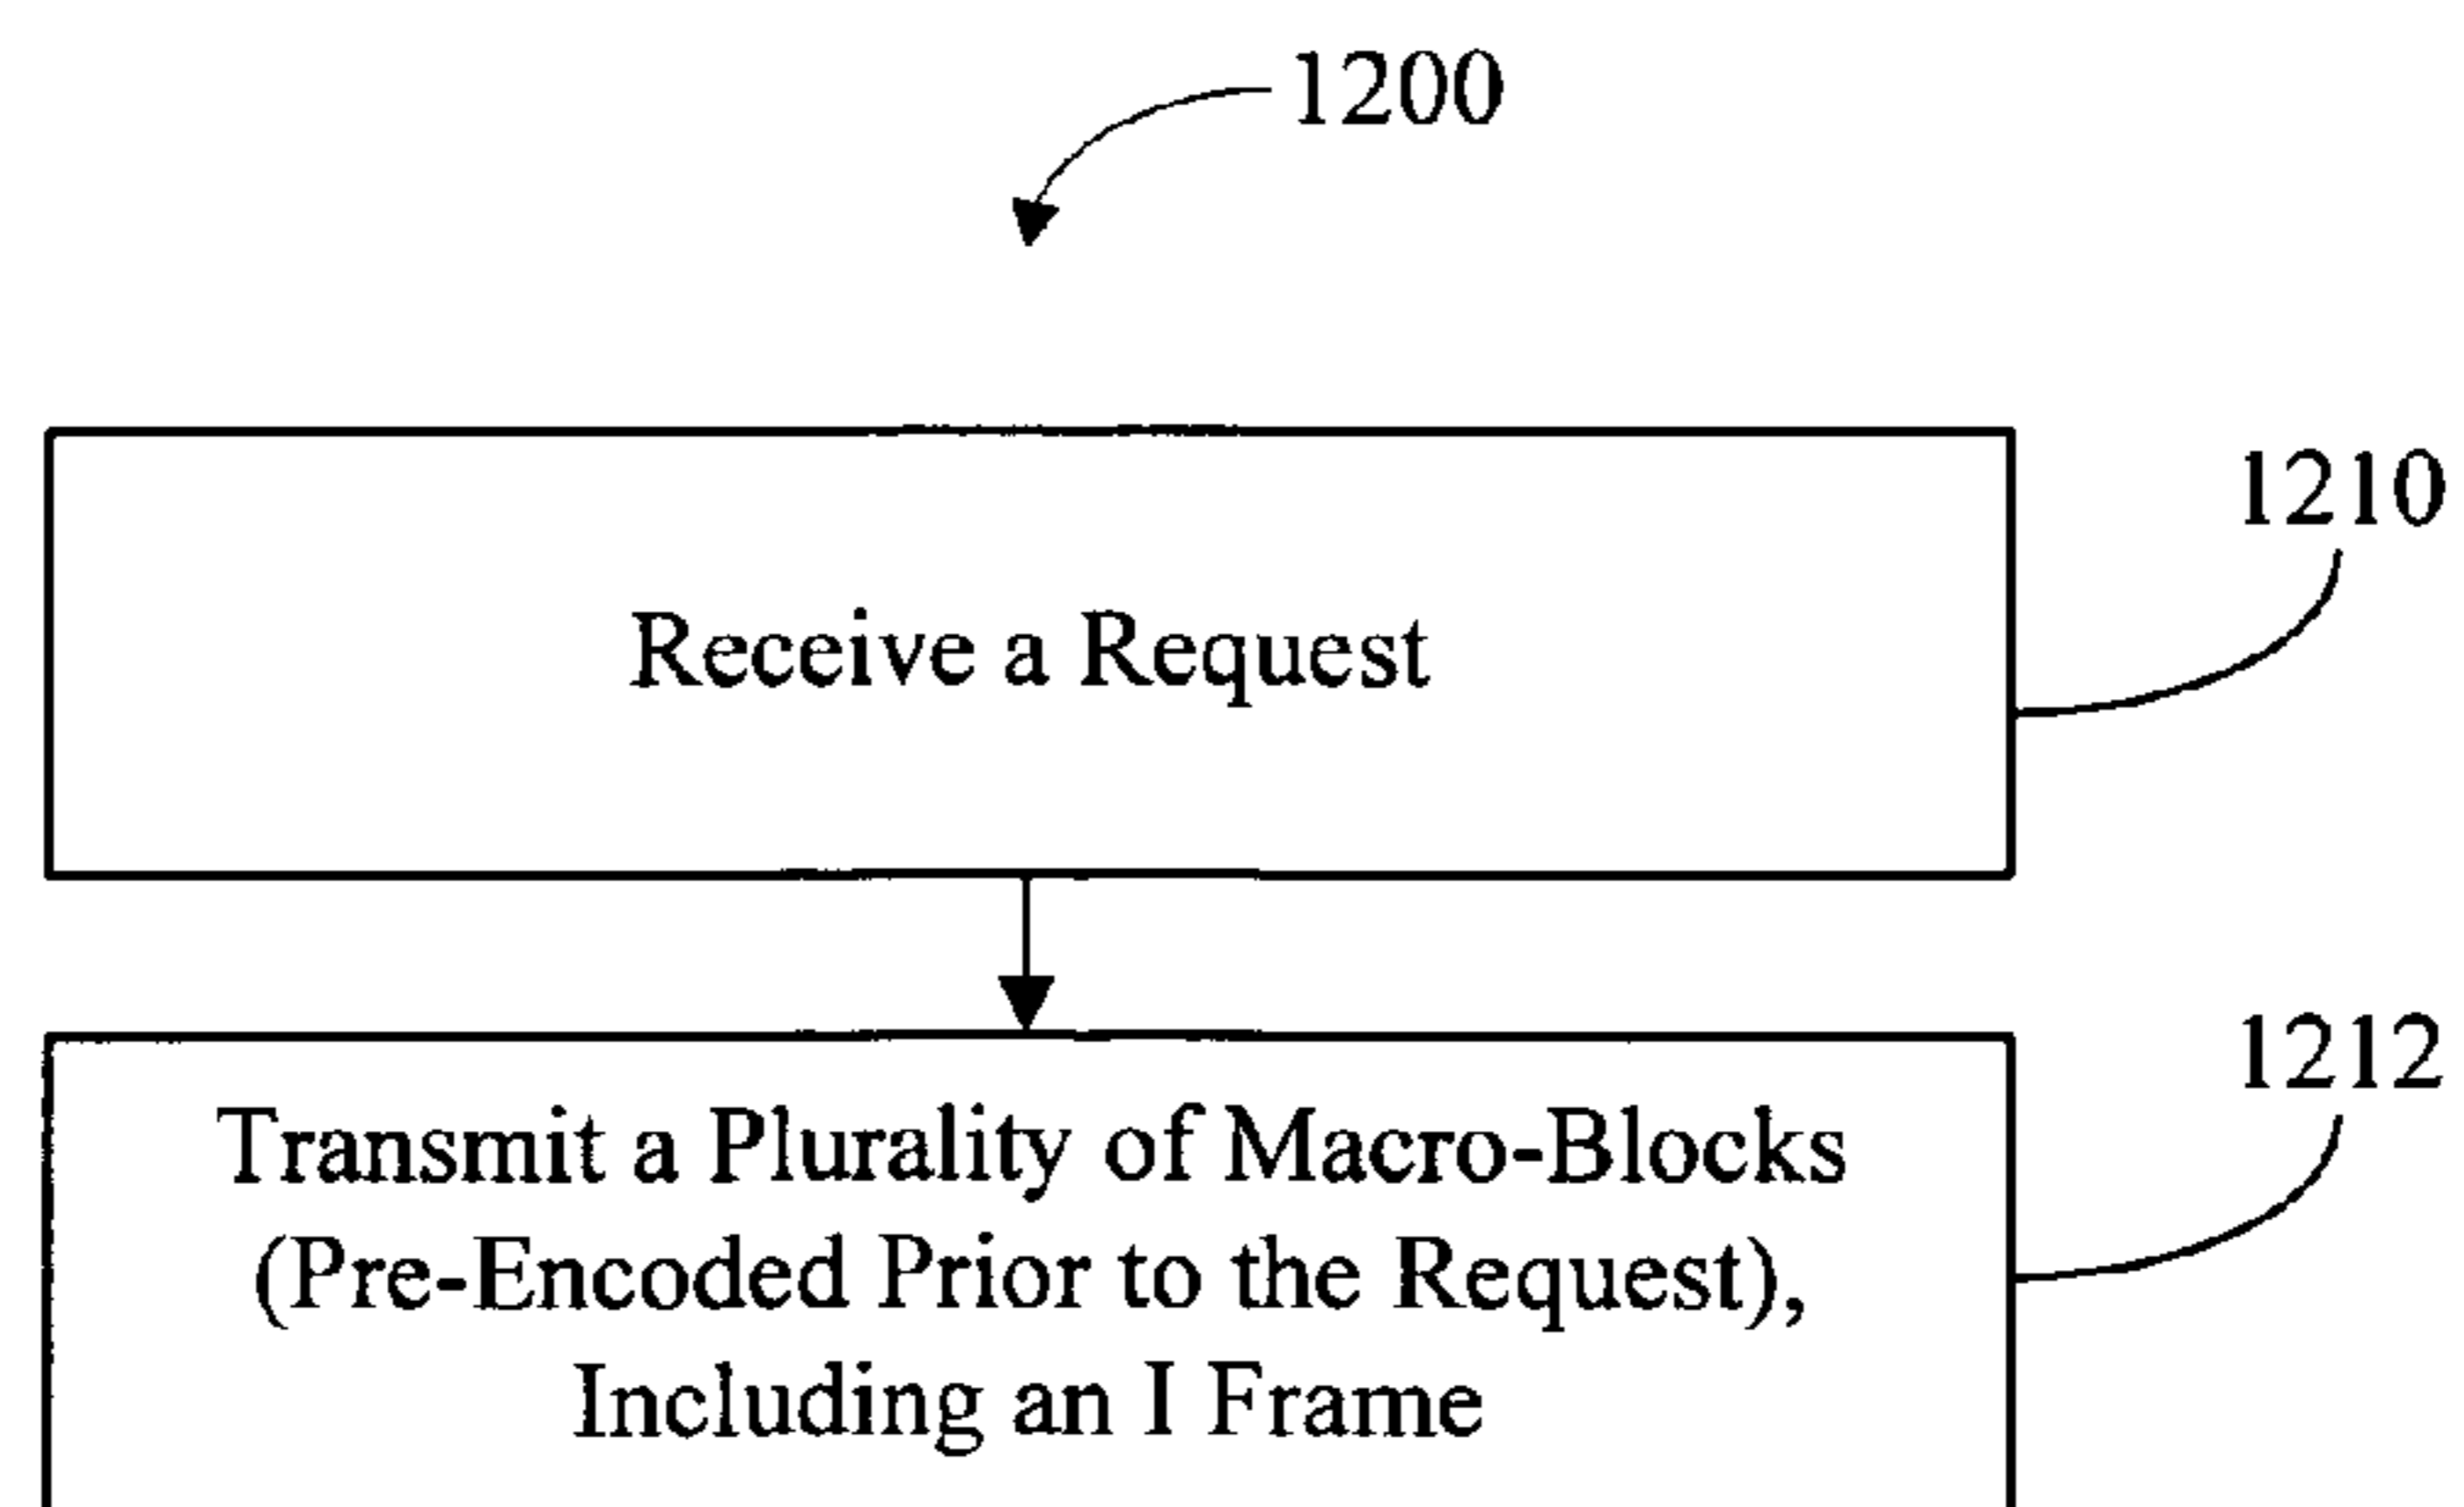 1200
1210
Receive a Request
1212
Transmit a Plurality of Macro-Blocks
(Pre-Encoded Prior to the Request),
Including an I Frame